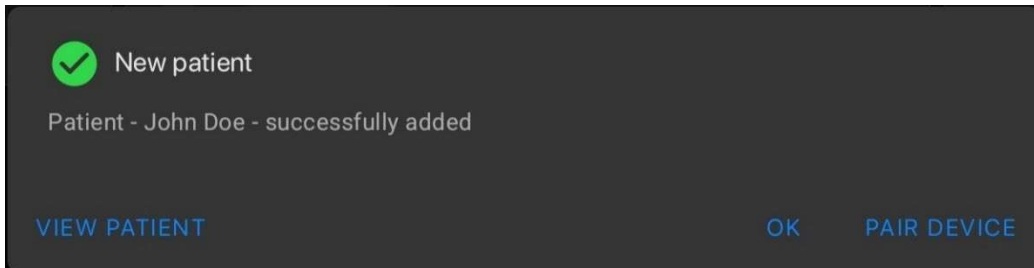 New patient
Patient - John Doe - successfully added
VIEW PATIENT OK PAIR DEVICE